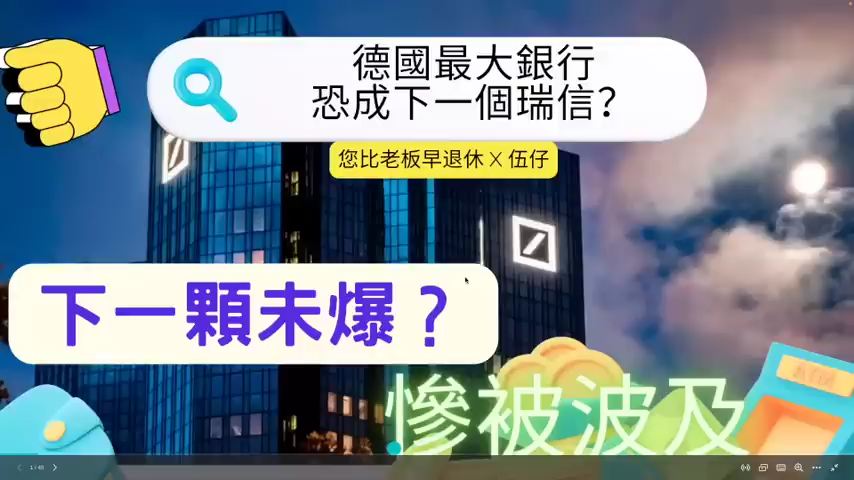 德國最大銀行
恐成下一個瑞信？
您比老板早退休 X 伍仔
下一顆未爆？
慘被波及